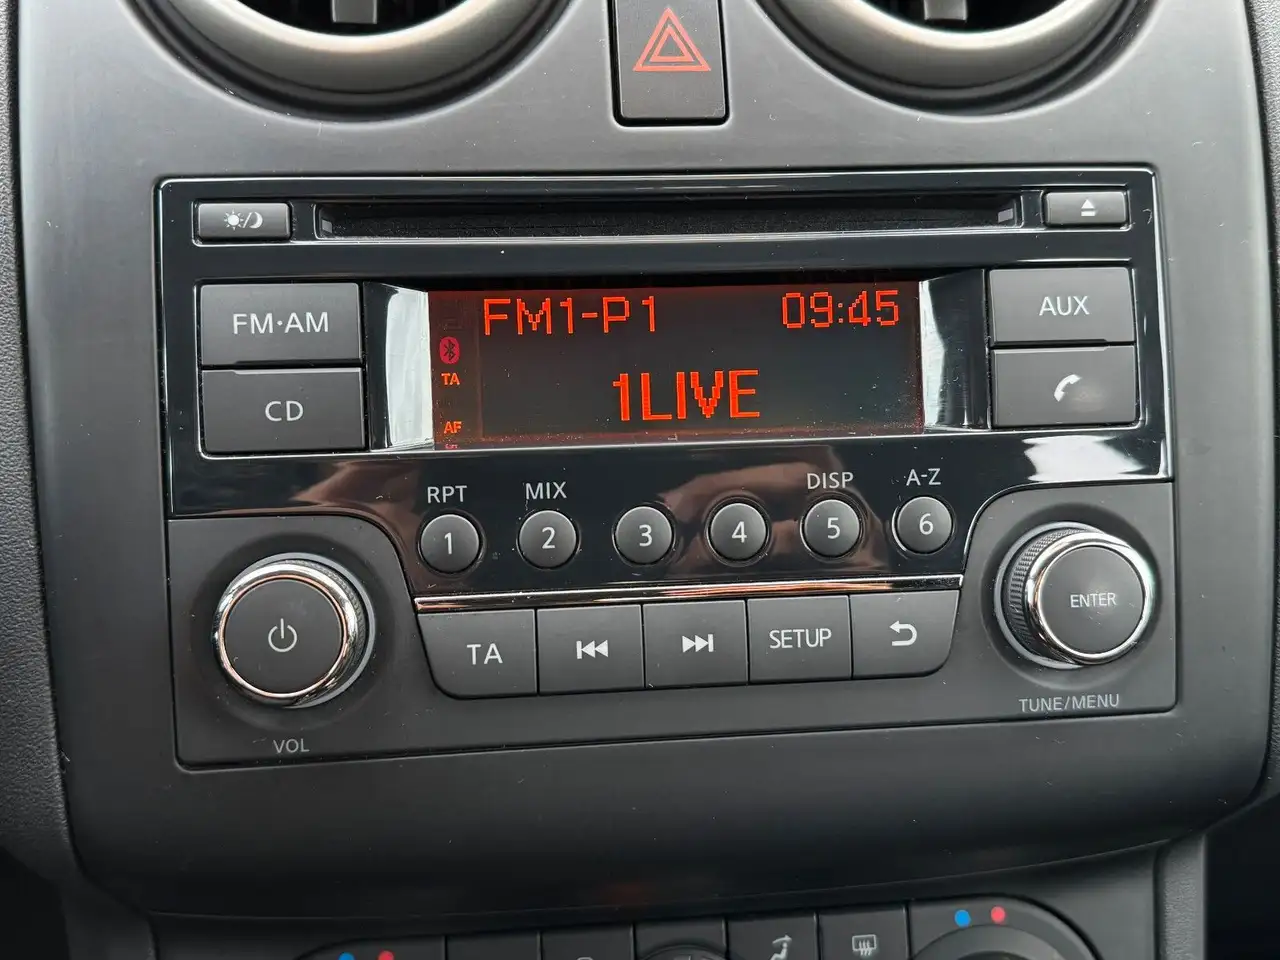 FM·AM
CD
FM1-P1 09:45
TA
1LIVE
AF
AUX
RPT MIX DISP A-Z
1 2 3 4 5 6
TA SETUP
ENTER
VOL
TUNE/MENU